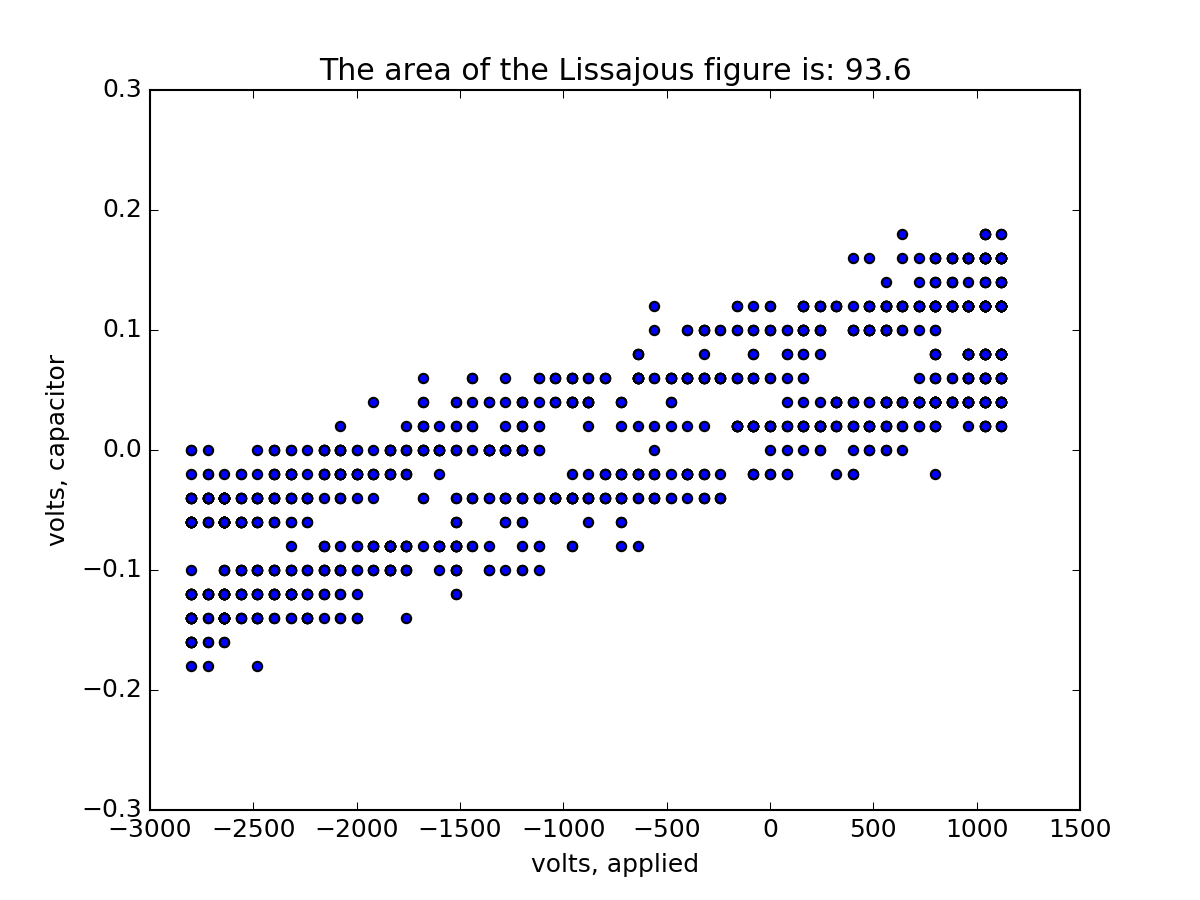 The area of the Lissajous figure is: 93.6
0.3
0.2
0.1
0.0
−0.1
−0.2
−0.3
volts, capacitor
−3000 −2500 −2000 −1500 −1000 −500 0 500 1000 1500
volts, applied